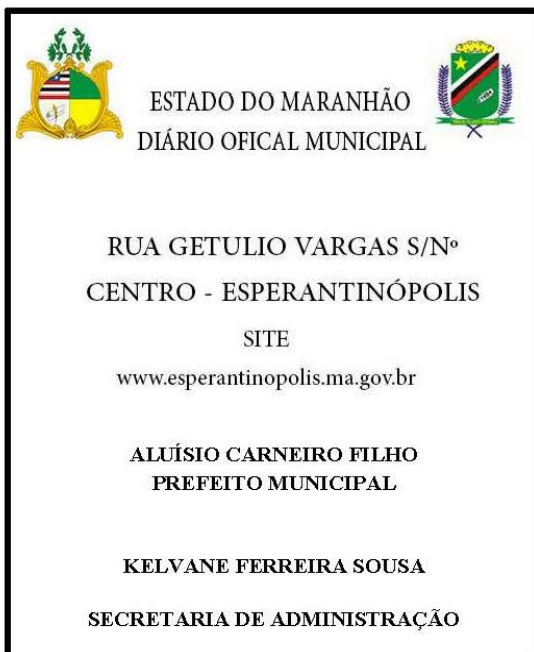 ESTADO DO MARANHÃO
DIÁRIO OFICAL MUNICIPAL
RUA GETULIO VARGAS S/Nº
CENTRO - ESPERANTINÓPOLIS
SITE
www.esperantinopolis.ma.gov.br
ALUÍSIO CARNEIRO FILHO
PREFEITO MUNICIPAL
KELVANE FERREIRA SOUSA
SECRETARIA DE ADMINISTRAÇÃO